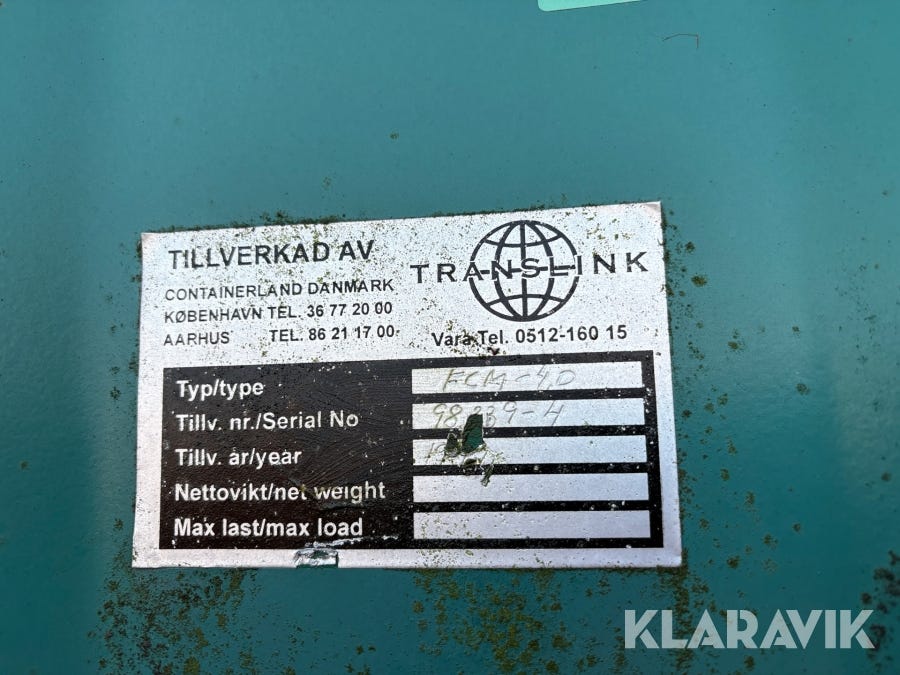 TILLVERKAD AV
CONTAINERLAND DANMARK
KØBENHAVN TEL. 36 77 20 00
AARHUS TEL. 86 21 17 00
TRANSLINK
Vara Tel. 0512-160 15
Typ/type FCM-4,0
Tillv. nr./Serial No
Tillv. år/year
Nettovikt/net weight
Max last/max load
KLARAVIK